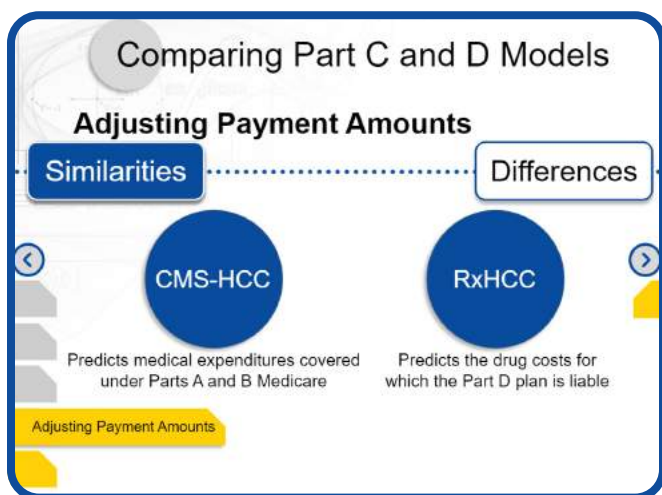 Comparing Part C and D Models
Adjusting Payment Amounts
Similarities
Differences
CMS-HCC
RxHCC
Predicts medical expenditures covered
under Parts A and B Medicare
Predicts the drug costs for
which the Part D plan is liable
Adjusting Payment Amounts